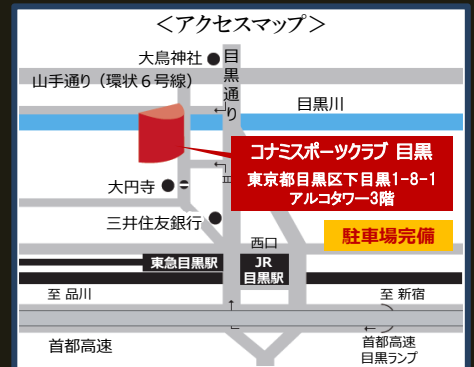 ＜アクセスマップ＞
大鳥神社
目黒通り
山手通り（環状６号線）
目黒川
コナミスポーツクラブ 目黒
東京都目黒区下目黒1-8-1
アルコタワー3階
大円寺
三井住友銀行
駐車場完備
西口
東急目黒駅
JR
目黒駅
至 品川
至 新宿
首都高速
首都高速
目黒ランプ